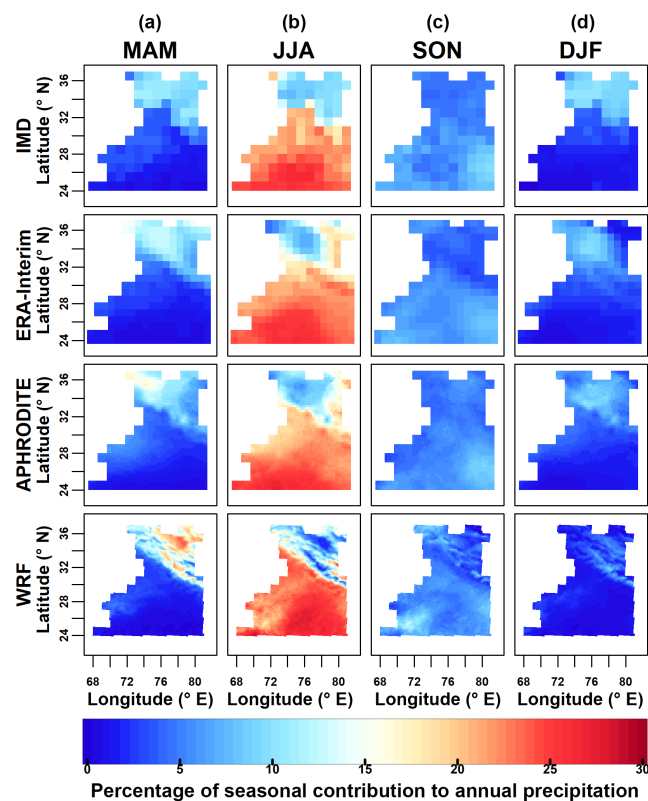 (a) (b) (c) (d)
MAM JJA SON DJF
IMD
Latitude (° N)
36
32
28
24
ERA-Interim
Latitude (° N)
36
32
28
24
APHRODITE
Latitude (° N)
36
32
28
24
WRF
Latitude (° N)
36
32
28
24
68 72 76 80 68 72 76 80 68 72 76 80 68 72 76 80
Longitude (° E) Longitude (° E) Longitude (° E) Longitude (° E)
0 5 10 15 20 25 30
Percentage of seasonal contribution to annual precipitation